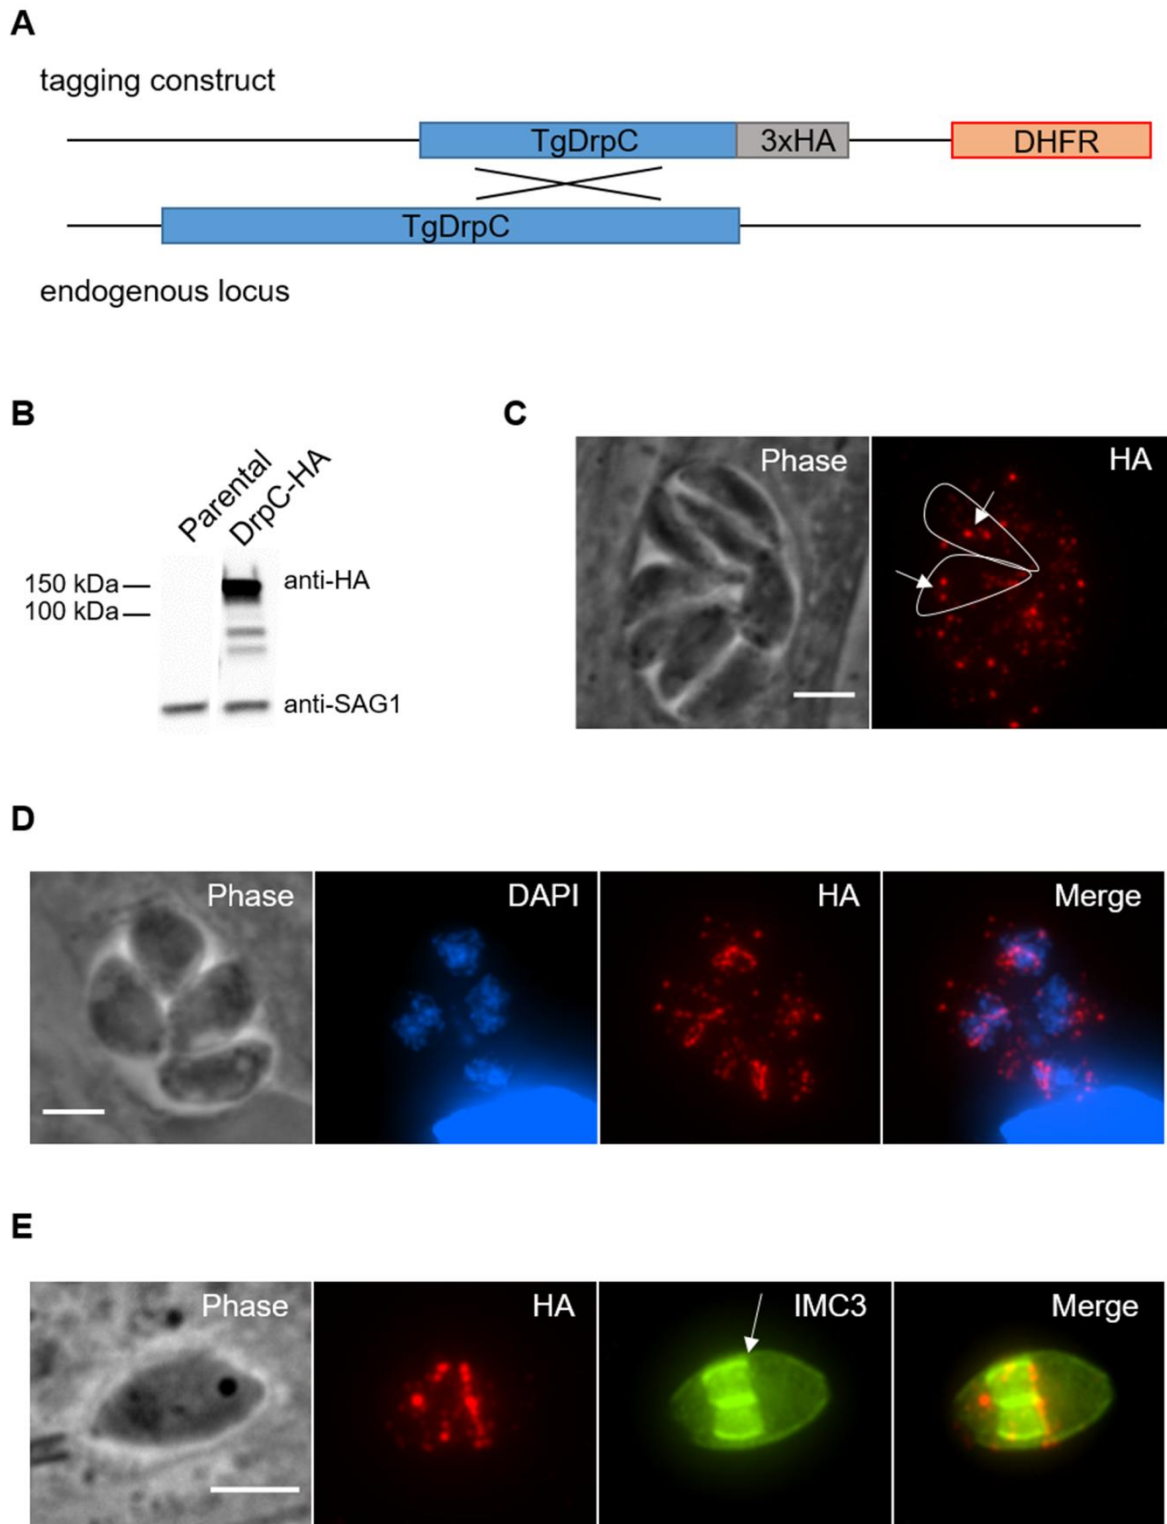 A
tagging construct
TgDrpC 3xHA DHFR
TgDrpC
endogenous locus
B
Parental
DrpC-HA
150 kDa
anti-HA
100 kDa
anti-SAG1
C
Phase HA
D
Phase DAPI HA Merge
E
Phase HA IMC3 Merge